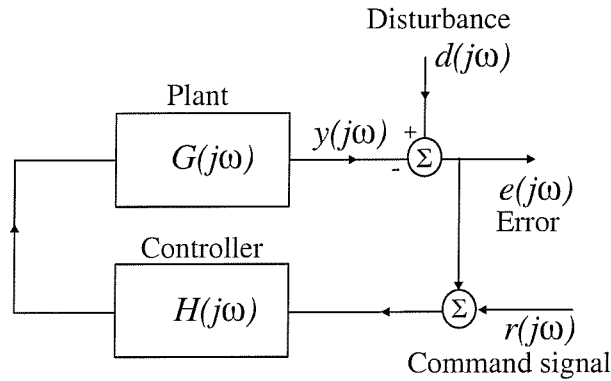 Disturbance
d(jω)
Plant
G(jω)
y(jω)
+
Σ
-
e(jω)
Error
Controller
H(jω)
Σ
r(jω)
Command signal